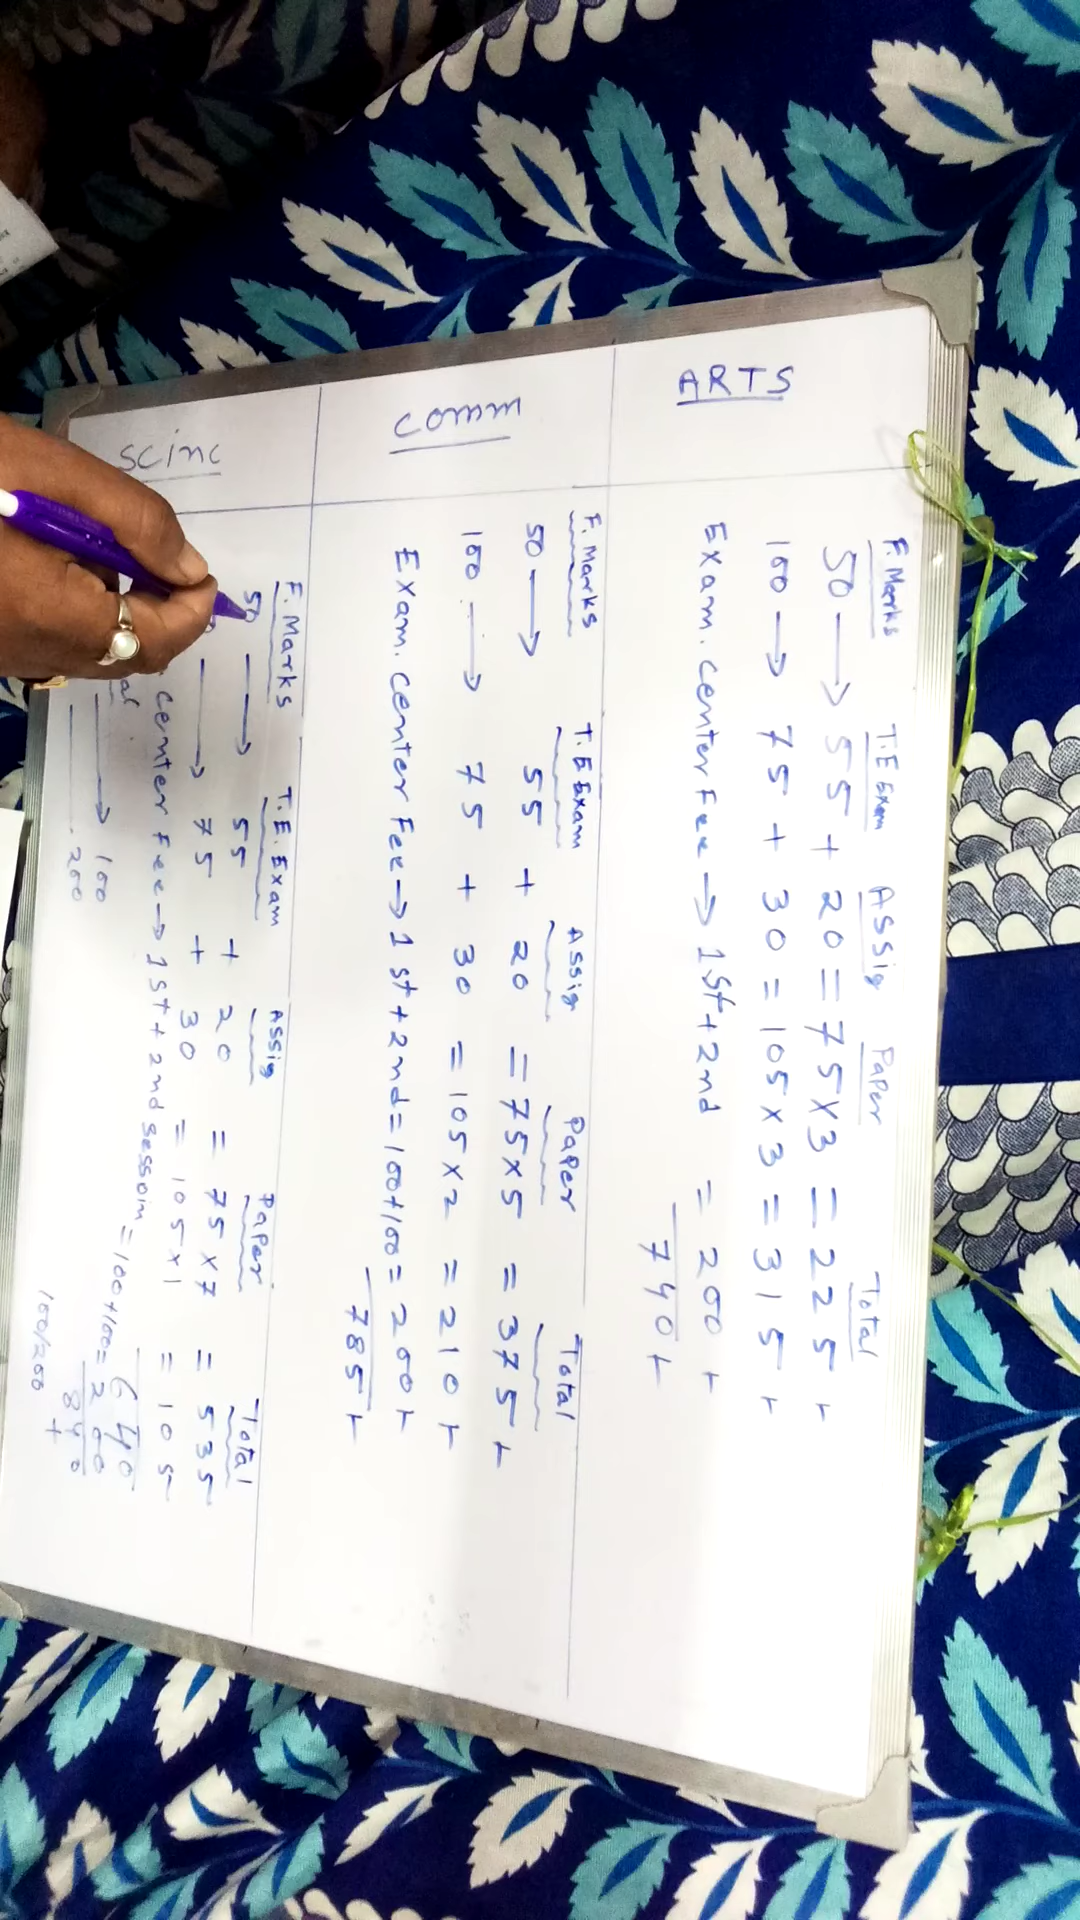 ARTS
F. Marks T.E Exam Assig Paper Total
50 → 55 + 20 = 75 x 3 = 225 +
100 → 75 + 30 = 105 x 3 = 315 +
Exam. Center Fee → 1st + 2nd = 200 +
740 +
comm
F. Marks T.E Exam Assig Paper Total
50 → 55 + 20 = 75 x 5 = 375 +
100 → 75 + 30 = 105 x 2 = 210 +
Exam. Center Fee → 1st + 2nd = 100+100 = 200 +
785 +
scinc
F. Marks T.E. Exam Assig Paper Total
50 → 55 + 20 = 75 x 7 = 535
→ 75 + 30 = 105 x 1 = 105
640
Center Fee → 1st + 2nd Sessoin = 100+100 = 200
840
+
→ 100
200
100/200